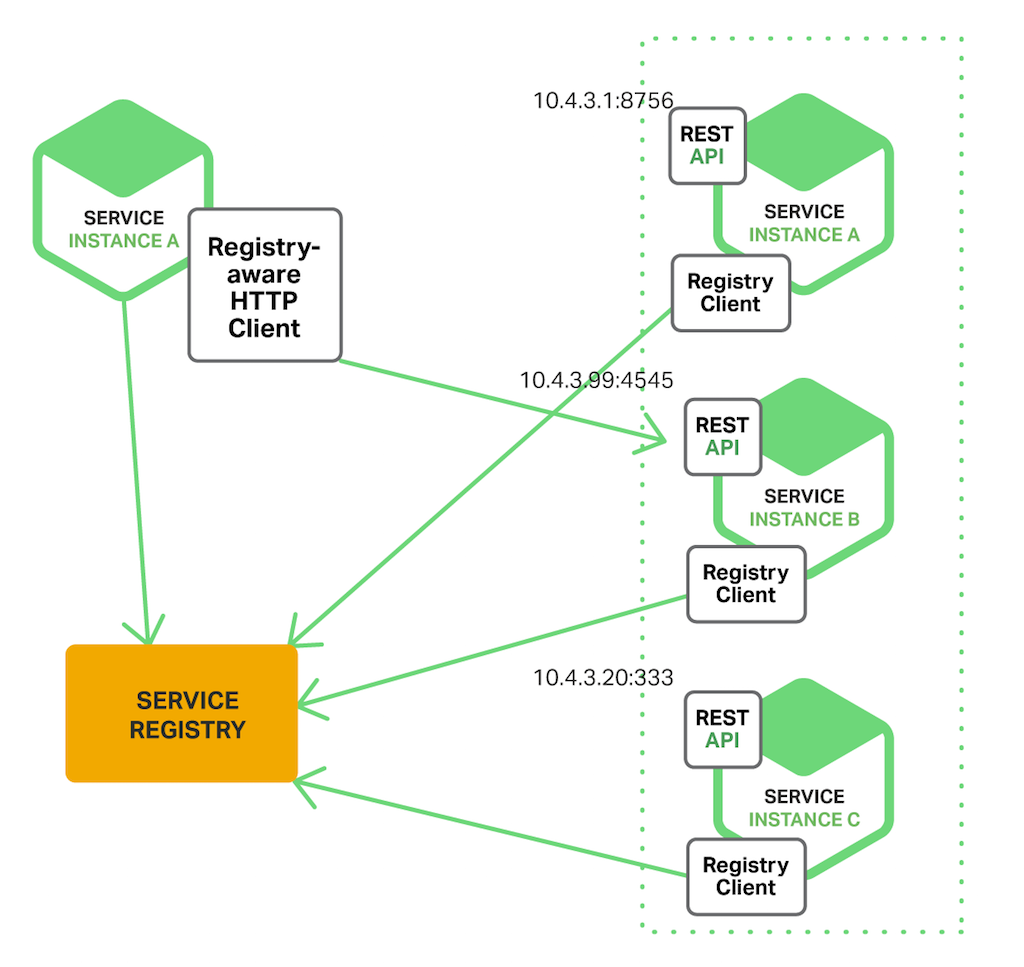 SERVICE
INSTANCE A
Registry-
aware
HTTP
Client
SERVICE
REGISTRY
10.4.3.1:8756
REST
API
SERVICE
INSTANCE A
Registry
Client
10.4.3.99:4545
REST
API
SERVICE
INSTANCE B
Registry
Client
10.4.3.20:333
REST
API
SERVICE
INSTANCE C
Registry
Client